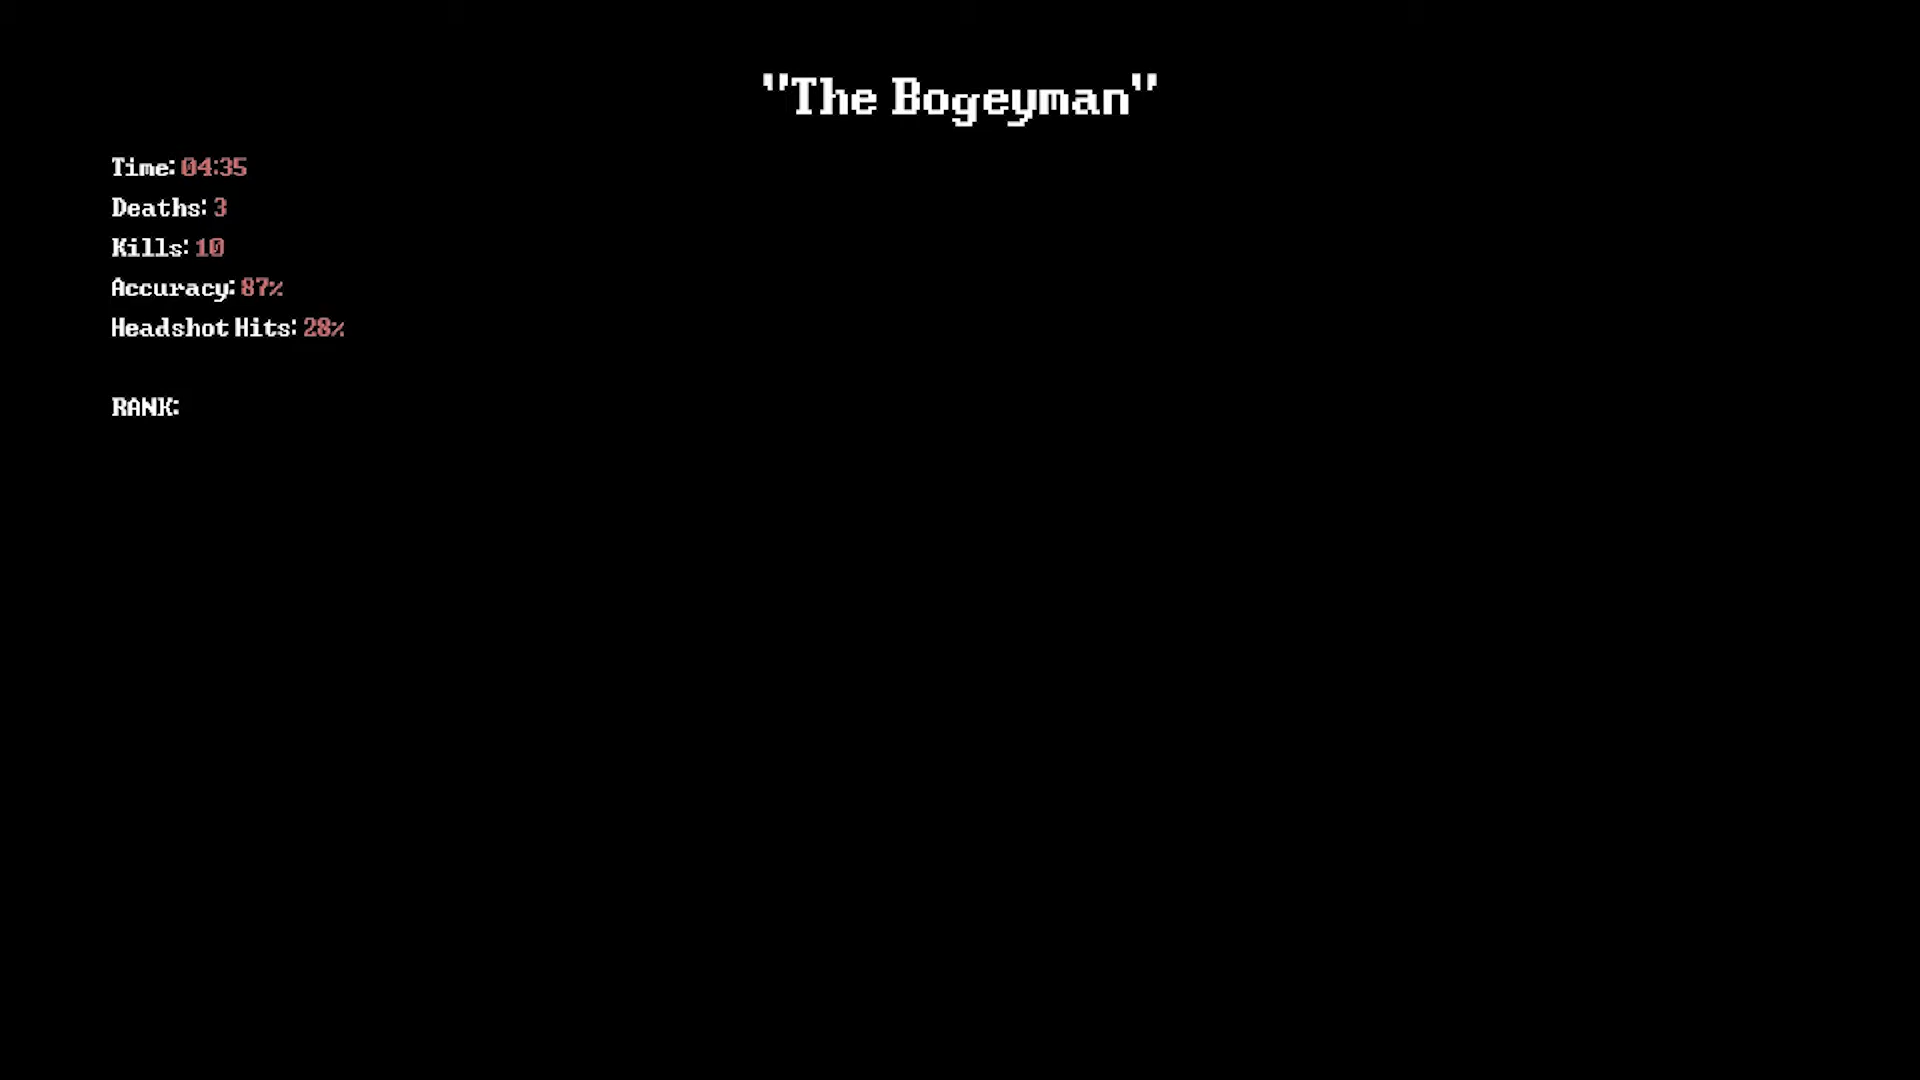 "The Bogeyman"
Time: 04:35
Deaths: 3
Kills: 10
Accuracy: 87%
Headshot Hits: 28%
RANK: